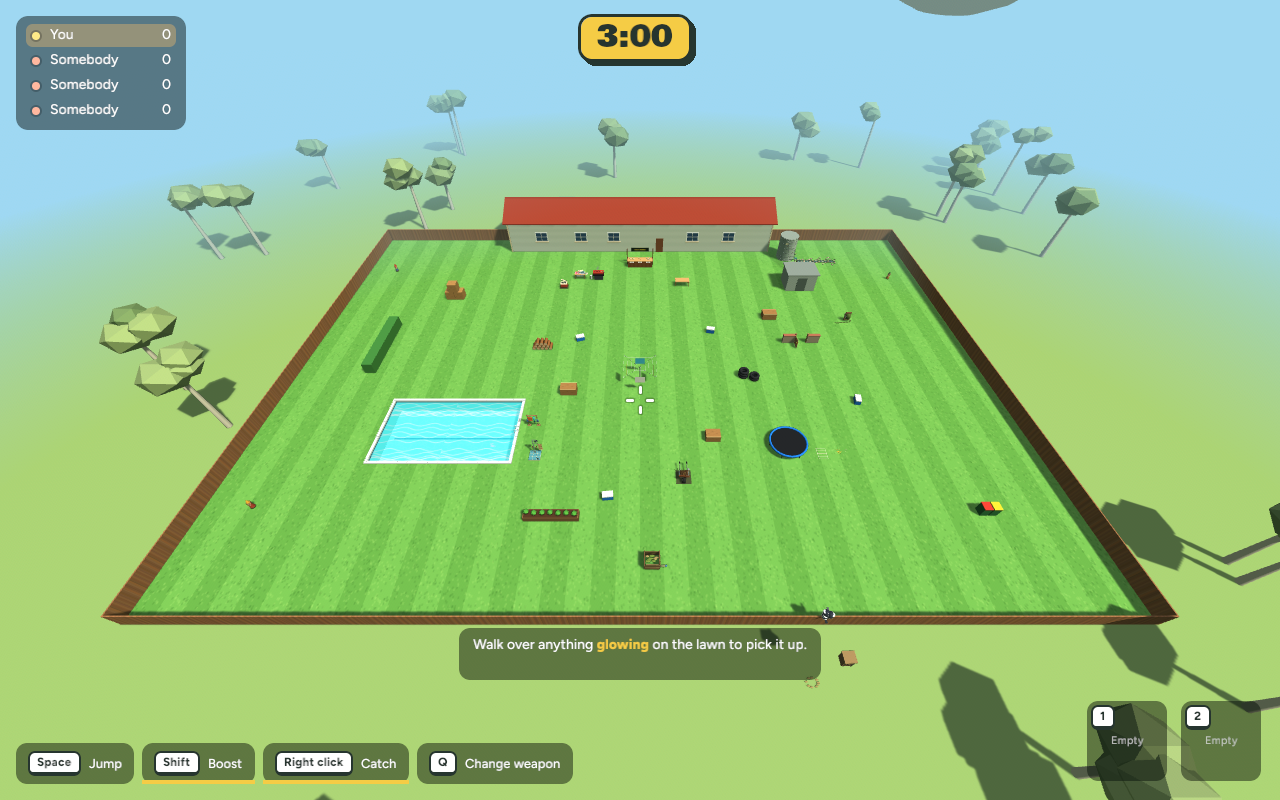 You 0
Somebody 0
Somebody 0
Somebody 0
3:00
Walk over anything glowing on the lawn to pick it up.
Space Jump
Shift Boost
Right click Catch
Q Change weapon
1 Empty
2 Empty